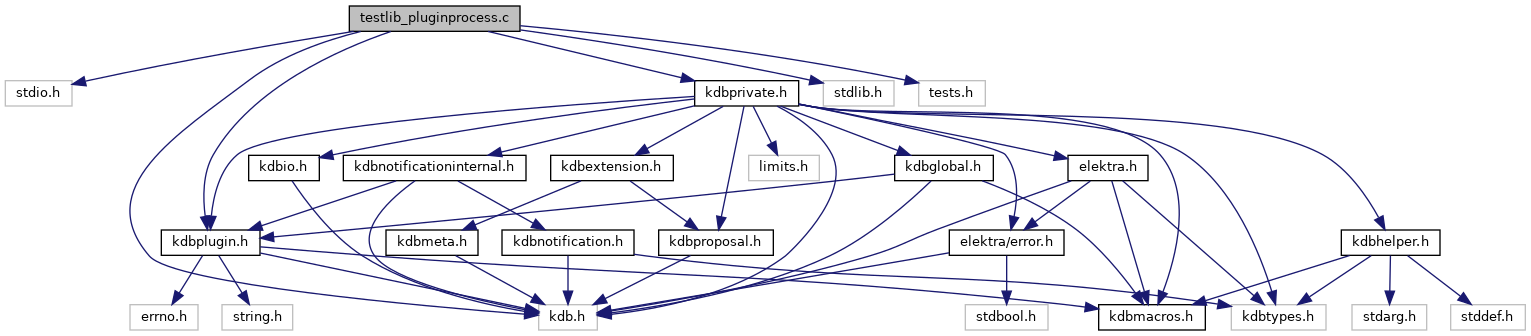 testlib_pluginprocess.c
stdio.h
kdbprivate.h
stdlib.h
tests.h
kdbio.h
kdbnotificationinternal.h
kdbextension.h
limits.h
kdbglobal.h
elektra.h
kdbplugin.h
kdbmeta.h
kdbnotification.h
kdbproposal.h
elektra/error.h
kdbhelper.h
errno.h
string.h
kdb.h
stdbool.h
kdbmacros.h
kdbtypes.h
stdarg.h
stddef.h